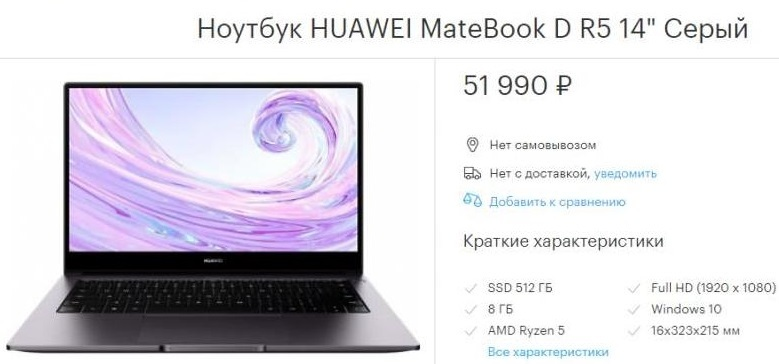 Ноутбук HUAWEI MateBook D R5 14" Серый
51 990 ₽
Нет самовывозом
Нет с доставкой, уведомить
Добавить к сравнению
Краткие характеристики
SSD 512 ГБ
8 ГБ
AMD Ryzen 5
Full HD (1920 x 1080)
Windows 10
16x323x215 мм
Все характеристики
HUAWEI